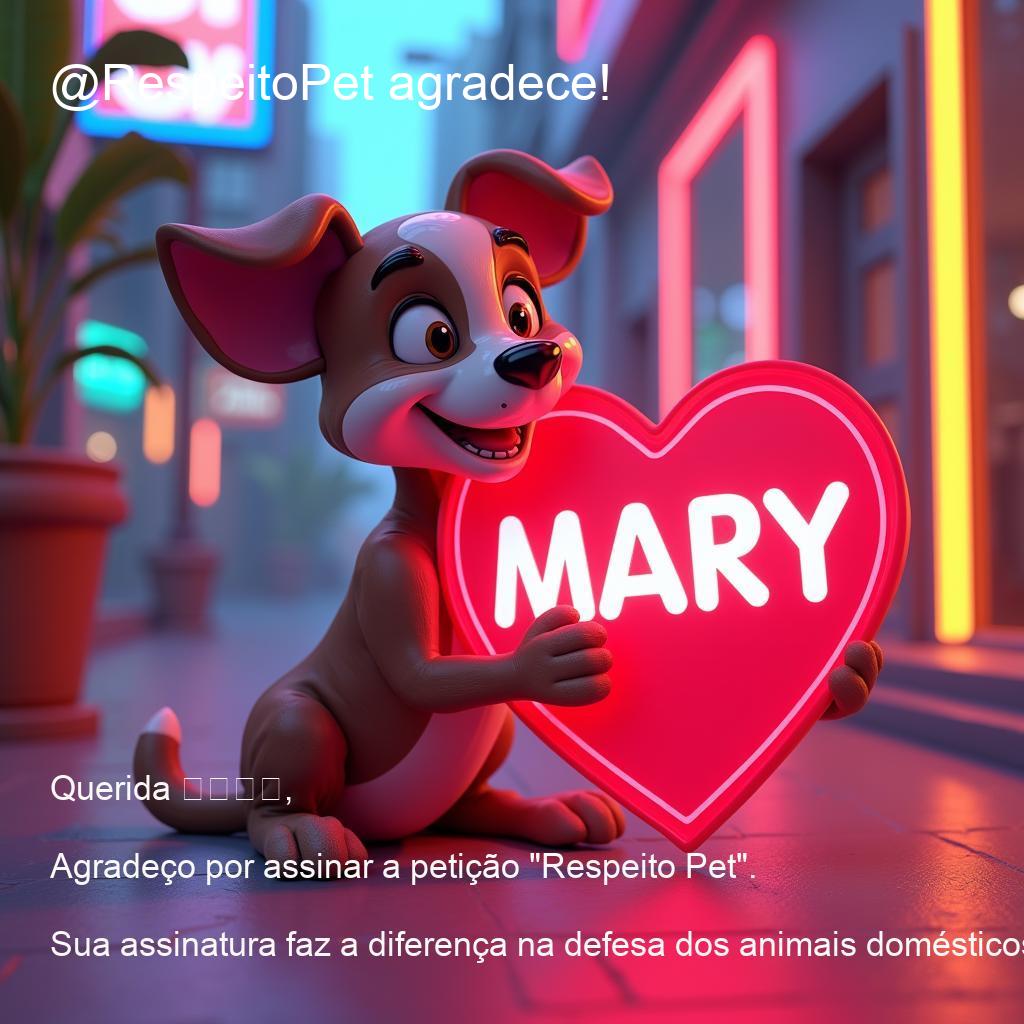 @RespeitoPet agradece!
MARY
Querida □□□□,
Agradeço por assinar a petição "Respeito Pet".
Sua assinatura faz a diferença na defesa dos animais domésticos